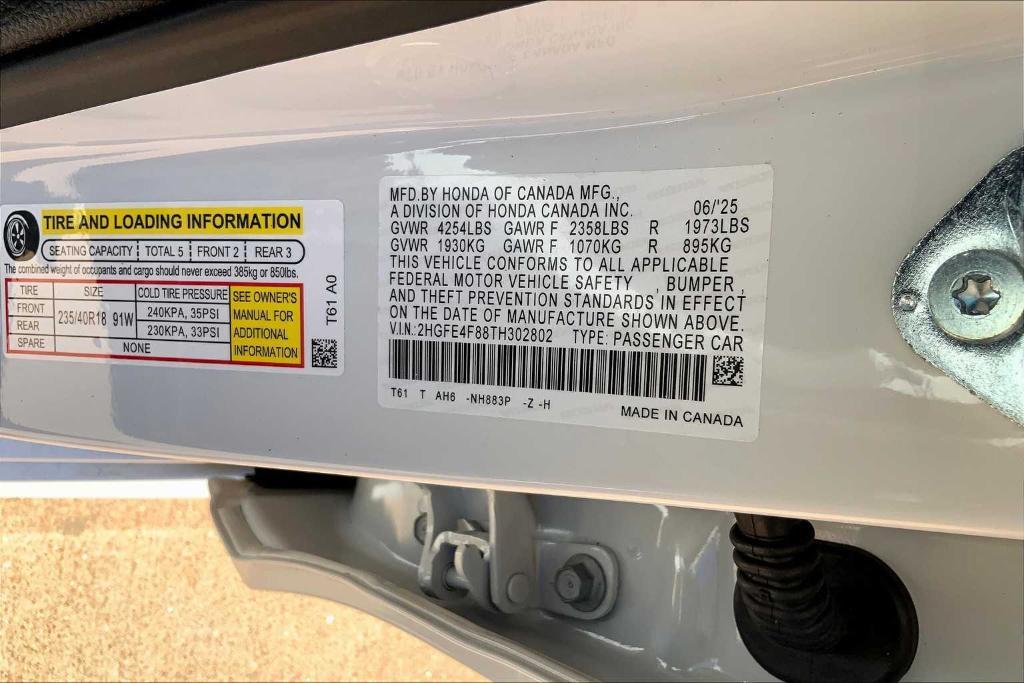 TIRE AND LOADING INFORMATION
SEATING CAPACITY TOTAL 5 FRONT 2 REAR 3
The combined weight of occupants and cargo should never exceed 385kg or 850lbs.
TIRE SIZE COLD TIRE PRESSURE
FRONT 235/40R18 91W 240KPA, 35PSI
REAR 230KPA, 33PSI
SPARE NONE
SEE OWNER'S
MANUAL FOR
ADDITIONAL
INFORMATION
T61 A0
MFD.BY HONDA OF CANADA MFG.,
A DIVISION OF HONDA CANADA INC. 06/'25
GVWR 4254LBS GAWR F 2358LBS R 1973LBS
GVWR 1930KG GAWR F 1070KG R 895KG
THIS VEHICLE CONFORMS TO ALL APPLICABLE
FEDERAL MOTOR VEHICLE SAFETY , BUMPER ,
AND THEFT PREVENTION STANDARDS IN EFFECT
ON THE DATE OF MANUFACTURE SHOWN ABOVE.
V.I.N.:2HGFE4F88TH302802 TYPE: PASSENGER CAR
T61 T AH6 -NH883P -Z -H
MADE IN CANADA